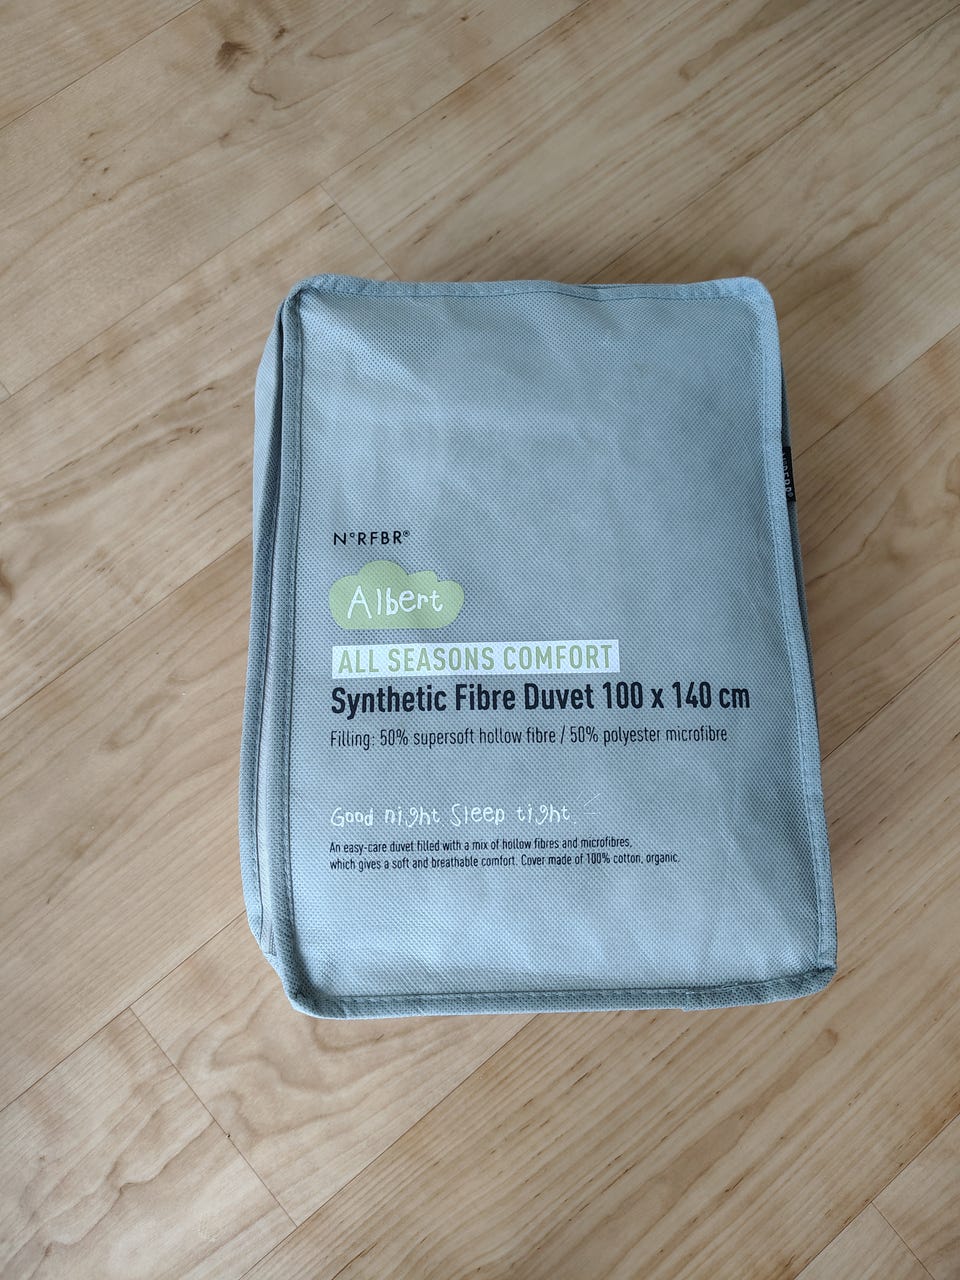 N°RFBR®
Albert
ALL SEASONS COMFORT
Synthetic Fibre Duvet 100 x 140 cm
Filling: 50% supersoft hollow fibre / 50% polyester microfibre
Good night Sleep tight.
An easy-care duvet filled with a mix of hollow fibres and microfibres,
which gives a soft and breathable comfort. Cover made of 100% cotton, organic.
N°RFBR®